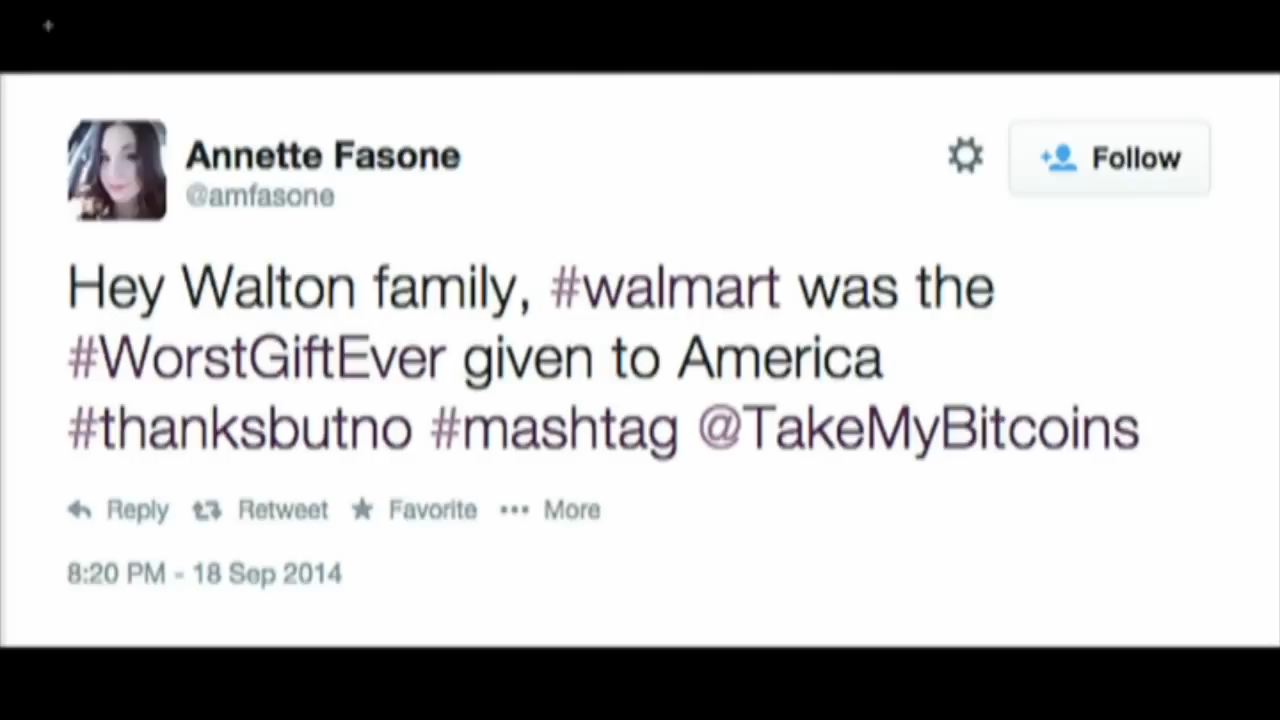 Annette Fasone
@amfasone
Follow
Hey Walton family, #walmart was the
#WorstGiftEver given to America
#thanksbutno #mashtag @TakeMyBitcoins
Reply Retweet Favorite More
8:20 PM - 18 Sep 2014